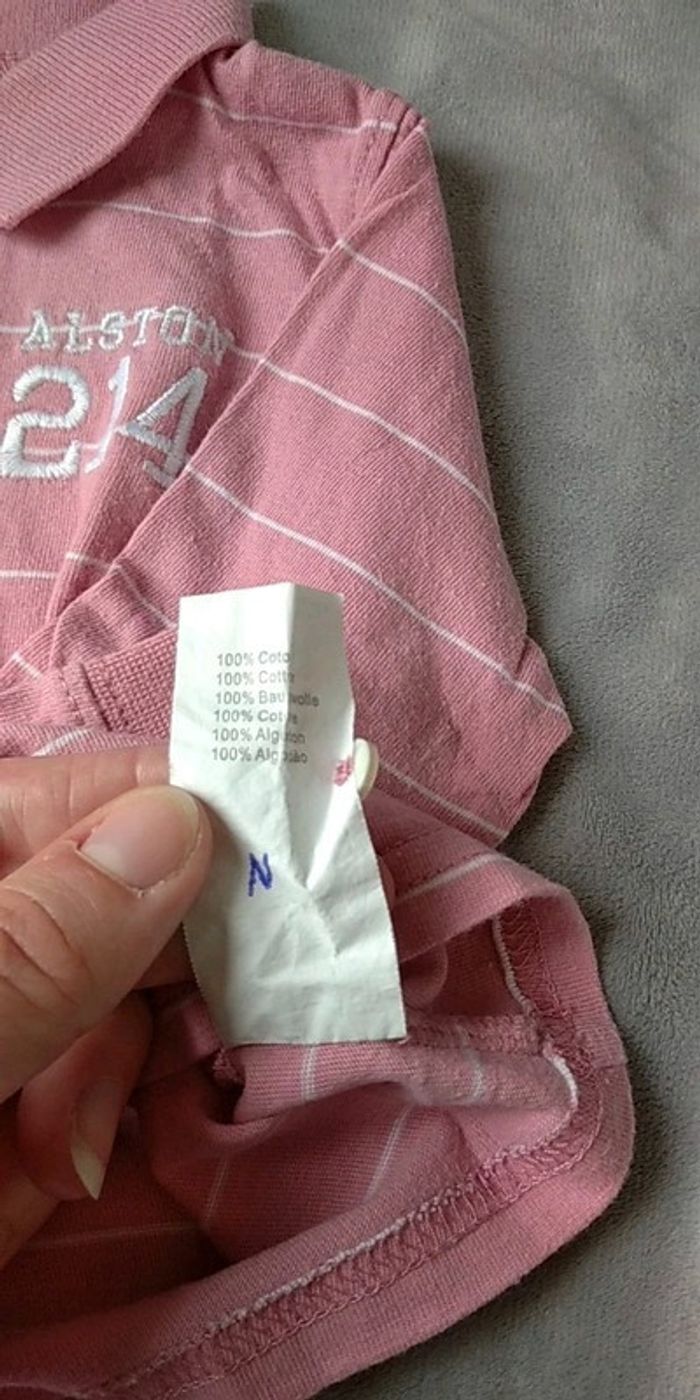 ALSTON
214
100% Coto
100% Cott
100% Baumwolle
100% Cot
100% Algodon
100% Algodão
N